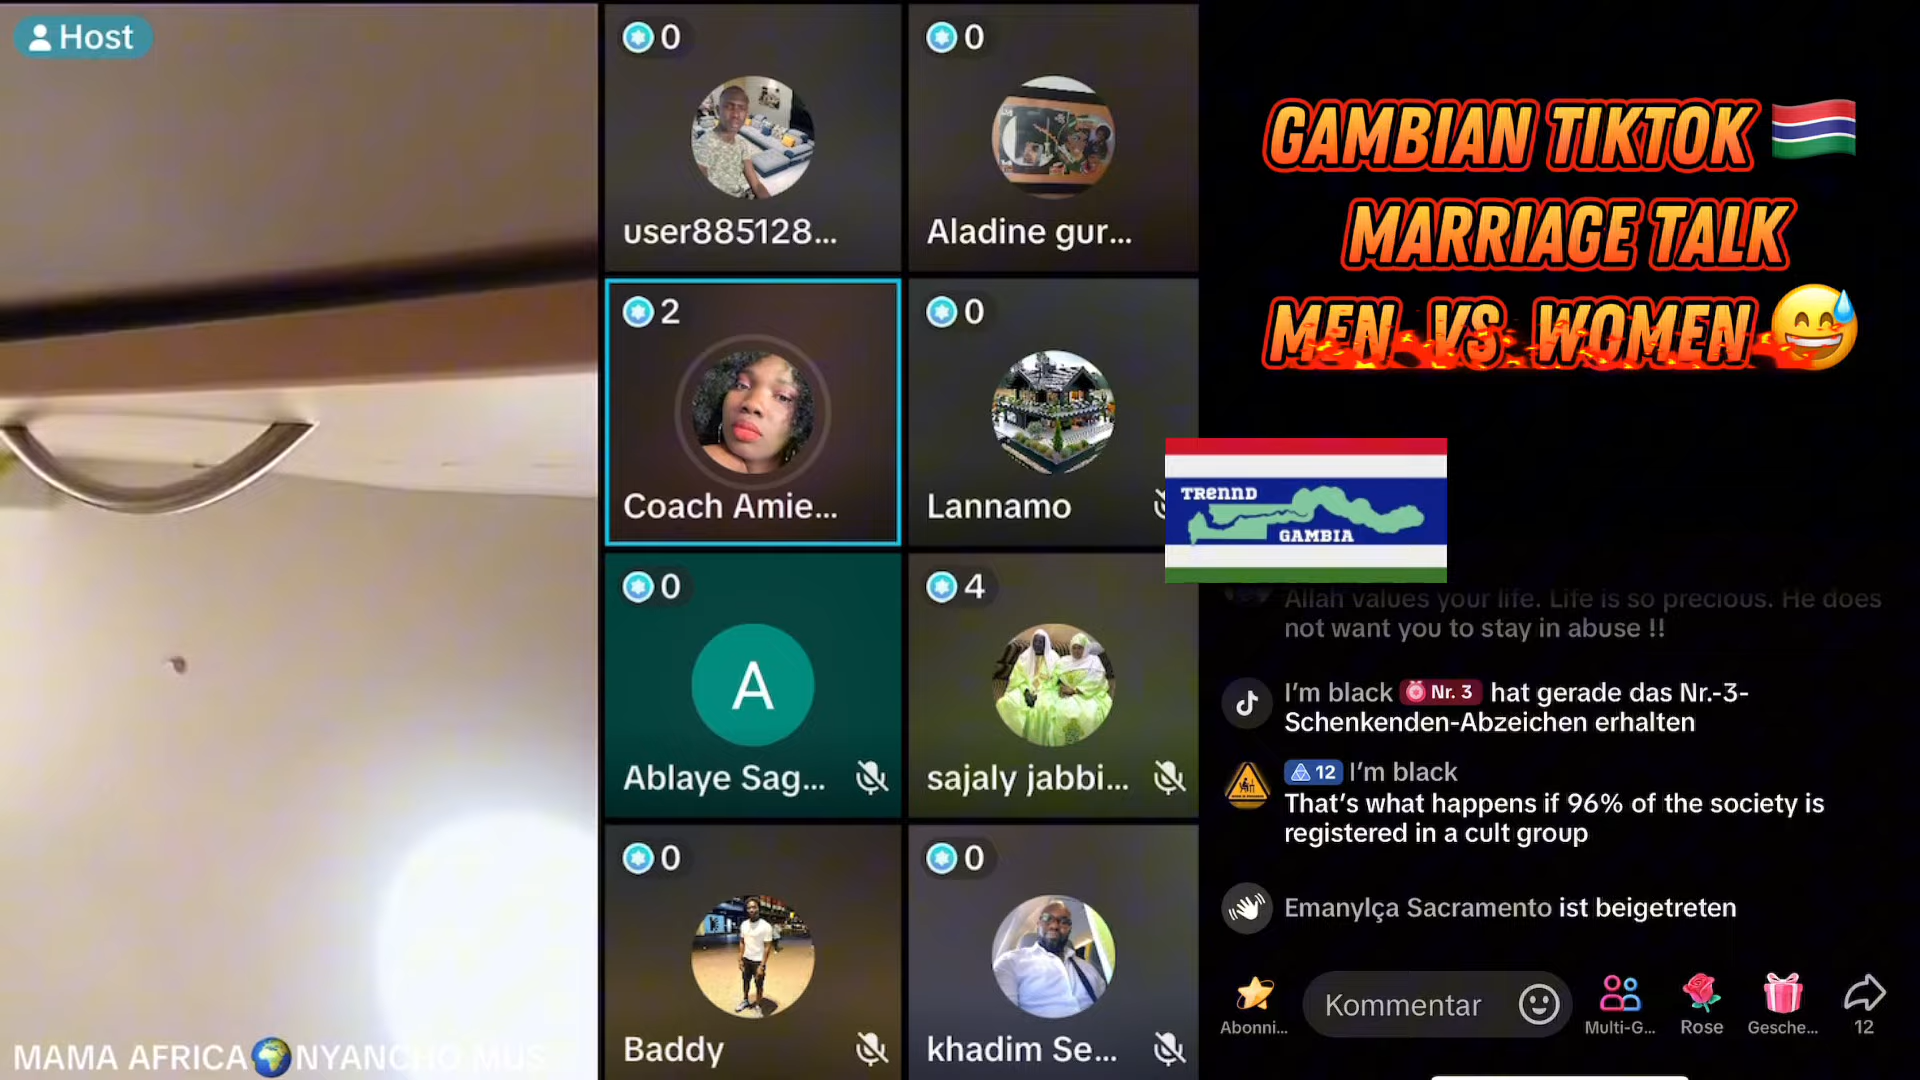 Host
0
user885128...
0
Aladine gur...
2
Coach Amie...
0
Lannamo
0
A
Ablaye Sag...
4
sajaly jabbi...
0
Baddy
0
khadim Se...
MAMA AFRICA🌍NYANCHO MUS
GAMBIAN TIKTOK 🇬🇲
MARRIAGE TALK
MEN VS WOMEN 😅
TRENND
GAMBIA
Allah values your life. Life is so precious. He does
not want you to stay in abuse !!
I'm black Nr. 3 hat gerade das Nr.-3-
Schenkenden-Abzeichen erhalten
12 I'm black
That's what happens if 96% of the society is
registered in a cult group
Emanylça Sacramento ist beigetreten
Abonni...
Kommentar
Multi-G...
Rose
Gesche...
12